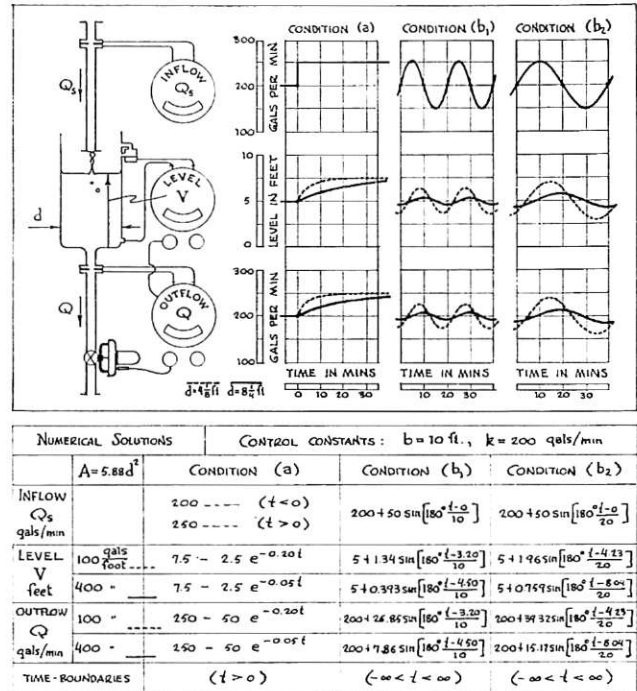 CONDITION (a) CONDITION (b₁) CONDITION (b₂)
INFLOW
Qs
Qs
GALS PER MIN
300
200
100
LEVEL
V
d
LEVEL IN FEET
10
5
0
OUTFLOW
Q
Q
GALS PER MIN
300
200
100
TIME IN MINS TIME IN MINS TIME IN MINS
0 10 20 30 10 20 30 10 20 30
d=4⅛ft d=8¼ft
NUMERICAL SOLUTIONS CONTROL CONSTANTS: b = 10 ft., k = 200 gals/min
A=5.88d² CONDITION (a) CONDITION (b₁) CONDITION (b₂)
INFLOW
Qs
gals/min
200 ---- (t<0)
250 ---- (t>0)
200+50 sin[180° t-0/10] 200+50 sin[180° t-0/20]
LEVEL
V
feet
100 gals/foot ---- 7.5 - 2.5 e^-0.20t 5+1.34 sin[180° t-3.20/10] 5+1.96 sin[180° t-4.23/20]
400 " ___ 7.5 - 2.5 e^-0.05t 5+0.393 sin[180° t-4.50/10] 5+0.759 sin[180° t-8.04/20]
OUTFLOW
Q
gals/min
100 " ---- 250 - 50 e^-0.20t 200+26.85 sin[180° t-3.20/10] 200+39.32 sin[180° t-4.23/20]
400 " ___ 250 - 50 e^-0.05t 200+7.86 sin[180° t-4.50/10] 200+15.17 sin[180° t-8.04/20]
TIME-BOUNDARIES (t>0) (-∞<t<∞) (-∞<t<∞)